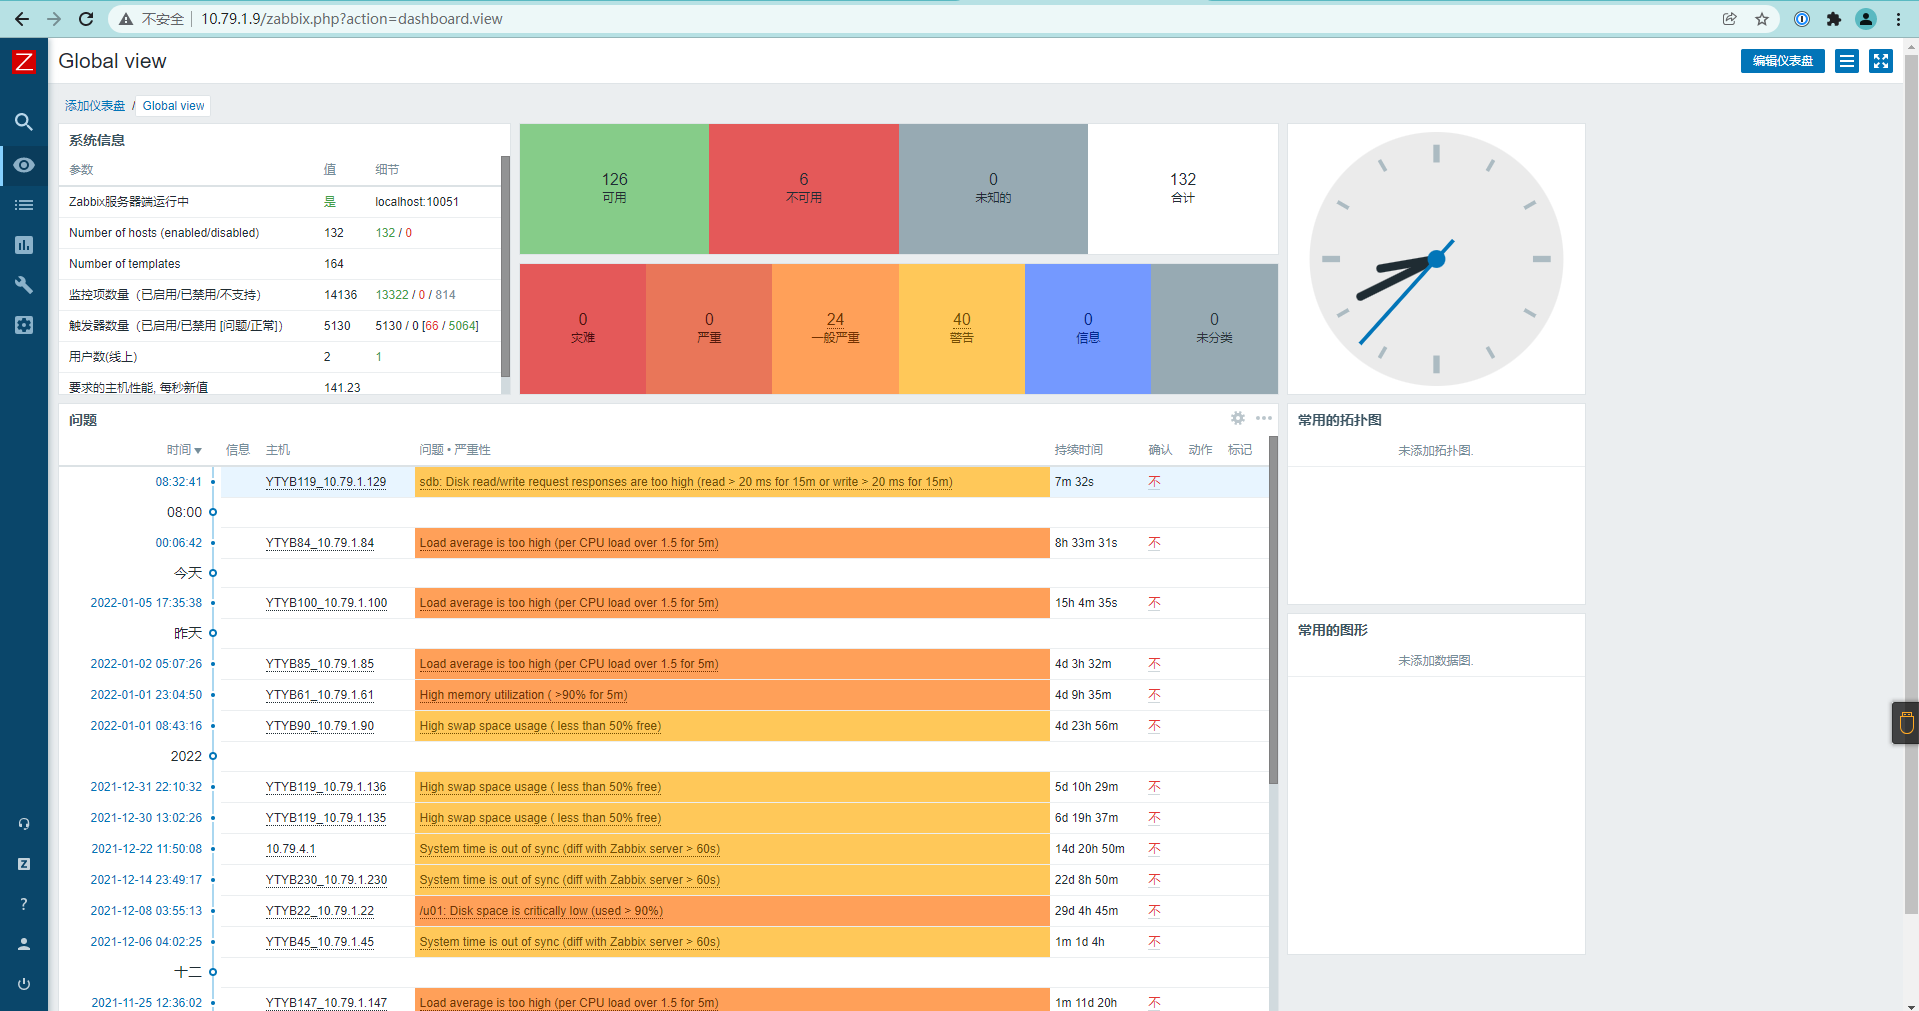 不安全 | 10.79.1.9/zabbix.php?action=dashboard.view
Z
Global view
编辑仪表盘
添加仪表盘 / Global view
系统信息
参数 值 细节
Zabbix服务器端运行中 是 localhost:10051
Number of hosts (enabled/disabled) 132 132 / 0
Number of templates 164
监控项数量（已启用/已禁用/不支持） 14136 13322 / 0 / 814
触发器数量（已启用/已禁用 [问题/正常]） 5130 5130 / 0 [66 / 5064]
用户数(线上) 2 1
要求的主机性能, 每秒新值 141.23
126
可用
6
不可用
0
未知的
132
合计
0
灾难
0
严重
24
一般严重
40
警告
0
信息
0
未分类
问题
时间 信息 主机 问题 • 严重性 持续时间 确认 动作 标记
08:32:41 YTYB119_10.79.1.129 sdb: Disk read/write request responses are too high (read > 20 ms for 15m or write > 20 ms for 15m) 7m 32s 不
08:00
00:06:42 YTYB84_10.79.1.84 Load average is too high (per CPU load over 1.5 for 5m) 8h 33m 31s 不
今天
2022-01-05 17:35:38 YTYB100_10.79.1.100 Load average is too high (per CPU load over 1.5 for 5m) 15h 4m 35s 不
昨天
2022-01-02 05:07:26 YTYB85_10.79.1.85 Load average is too high (per CPU load over 1.5 for 5m) 4d 3h 32m 不
2022-01-01 23:04:50 YTYB61_10.79.1.61 High memory utilization ( >90% for 5m) 4d 9h 35m 不
2022-01-01 08:43:16 YTYB90_10.79.1.90 High swap space usage ( less than 50% free) 4d 23h 56m 不
2022
2021-12-31 22:10:32 YTYB119_10.79.1.136 High swap space usage ( less than 50% free) 5d 10h 29m 不
2021-12-30 13:02:26 YTYB119_10.79.1.135 High swap space usage ( less than 50% free) 6d 19h 37m 不
2021-12-22 11:50:08 10.79.4.1 System time is out of sync (diff with Zabbix server > 60s) 14d 20h 50m 不
2021-12-14 23:49:17 YTYB230_10.79.1.230 System time is out of sync (diff with Zabbix server > 60s) 22d 8h 50m 不
2021-12-08 03:55:13 YTYB22_10.79.1.22 /u01: Disk space is critically low (used > 90%) 29d 4h 45m 不
2021-12-06 04:02:25 YTYB45_10.79.1.45 System time is out of sync (diff with Zabbix server > 60s) 1m 1d 4h 不
十二
2021-11-25 12:36:02 YTYB147_10.79.1.147 Load average is too high (per CPU load over 1.5 for 5m) 1m 11d 20h 不
常用的拓扑图
未添加拓扑图.
常用的图形
未添加数据图.
Z
?